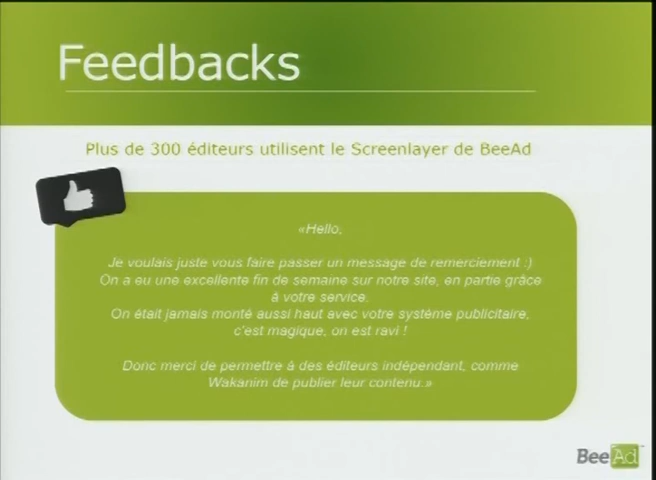 Feedbacks
Plus de 300 éditeurs utilisent le Screenlayer de BeeAd
«Hello,
Je voulais juste vous faire passer un message de remerciement :)
On a eu une excellente fin de semaine sur notre site, en partie grâce
à votre service.
On était jamais monté aussi haut avec votre système publicitaire,
c'est magique, on est ravi !
Donc merci de permettre à des éditeurs indépendant, comme
Wakanim de publier leur contenu.»
BeeAd